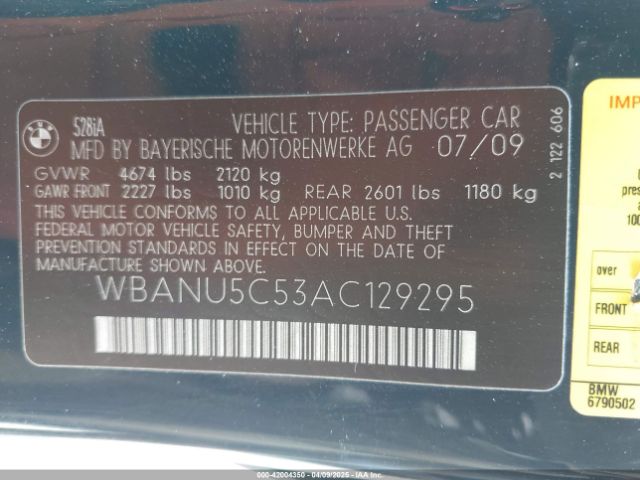 BMW
528iA
VEHICLE TYPE: PASSENGER CAR
MFD BY BAYERISCHE MOTORENWERKE AG 07/09
GVWR 4674 lbs 2120 kg
GAWR FRONT 2227 lbs 1010 kg REAR 2601 lbs 1180 kg
THIS VEHICLE CONFORMS TO ALL APPLICABLE U.S.
FEDERAL MOTOR VEHICLE SAFETY, BUMPER AND THEFT
PREVENTION STANDARDS IN EFFECT ON THE DATE OF
MANUFACTURE SHOWN ABOVE.
WBANU5C53AC129295
2 122 606
over
FRONT
REAR
BMW
6790502
000-42004350 - 04/09/2025 - IAAI.COM